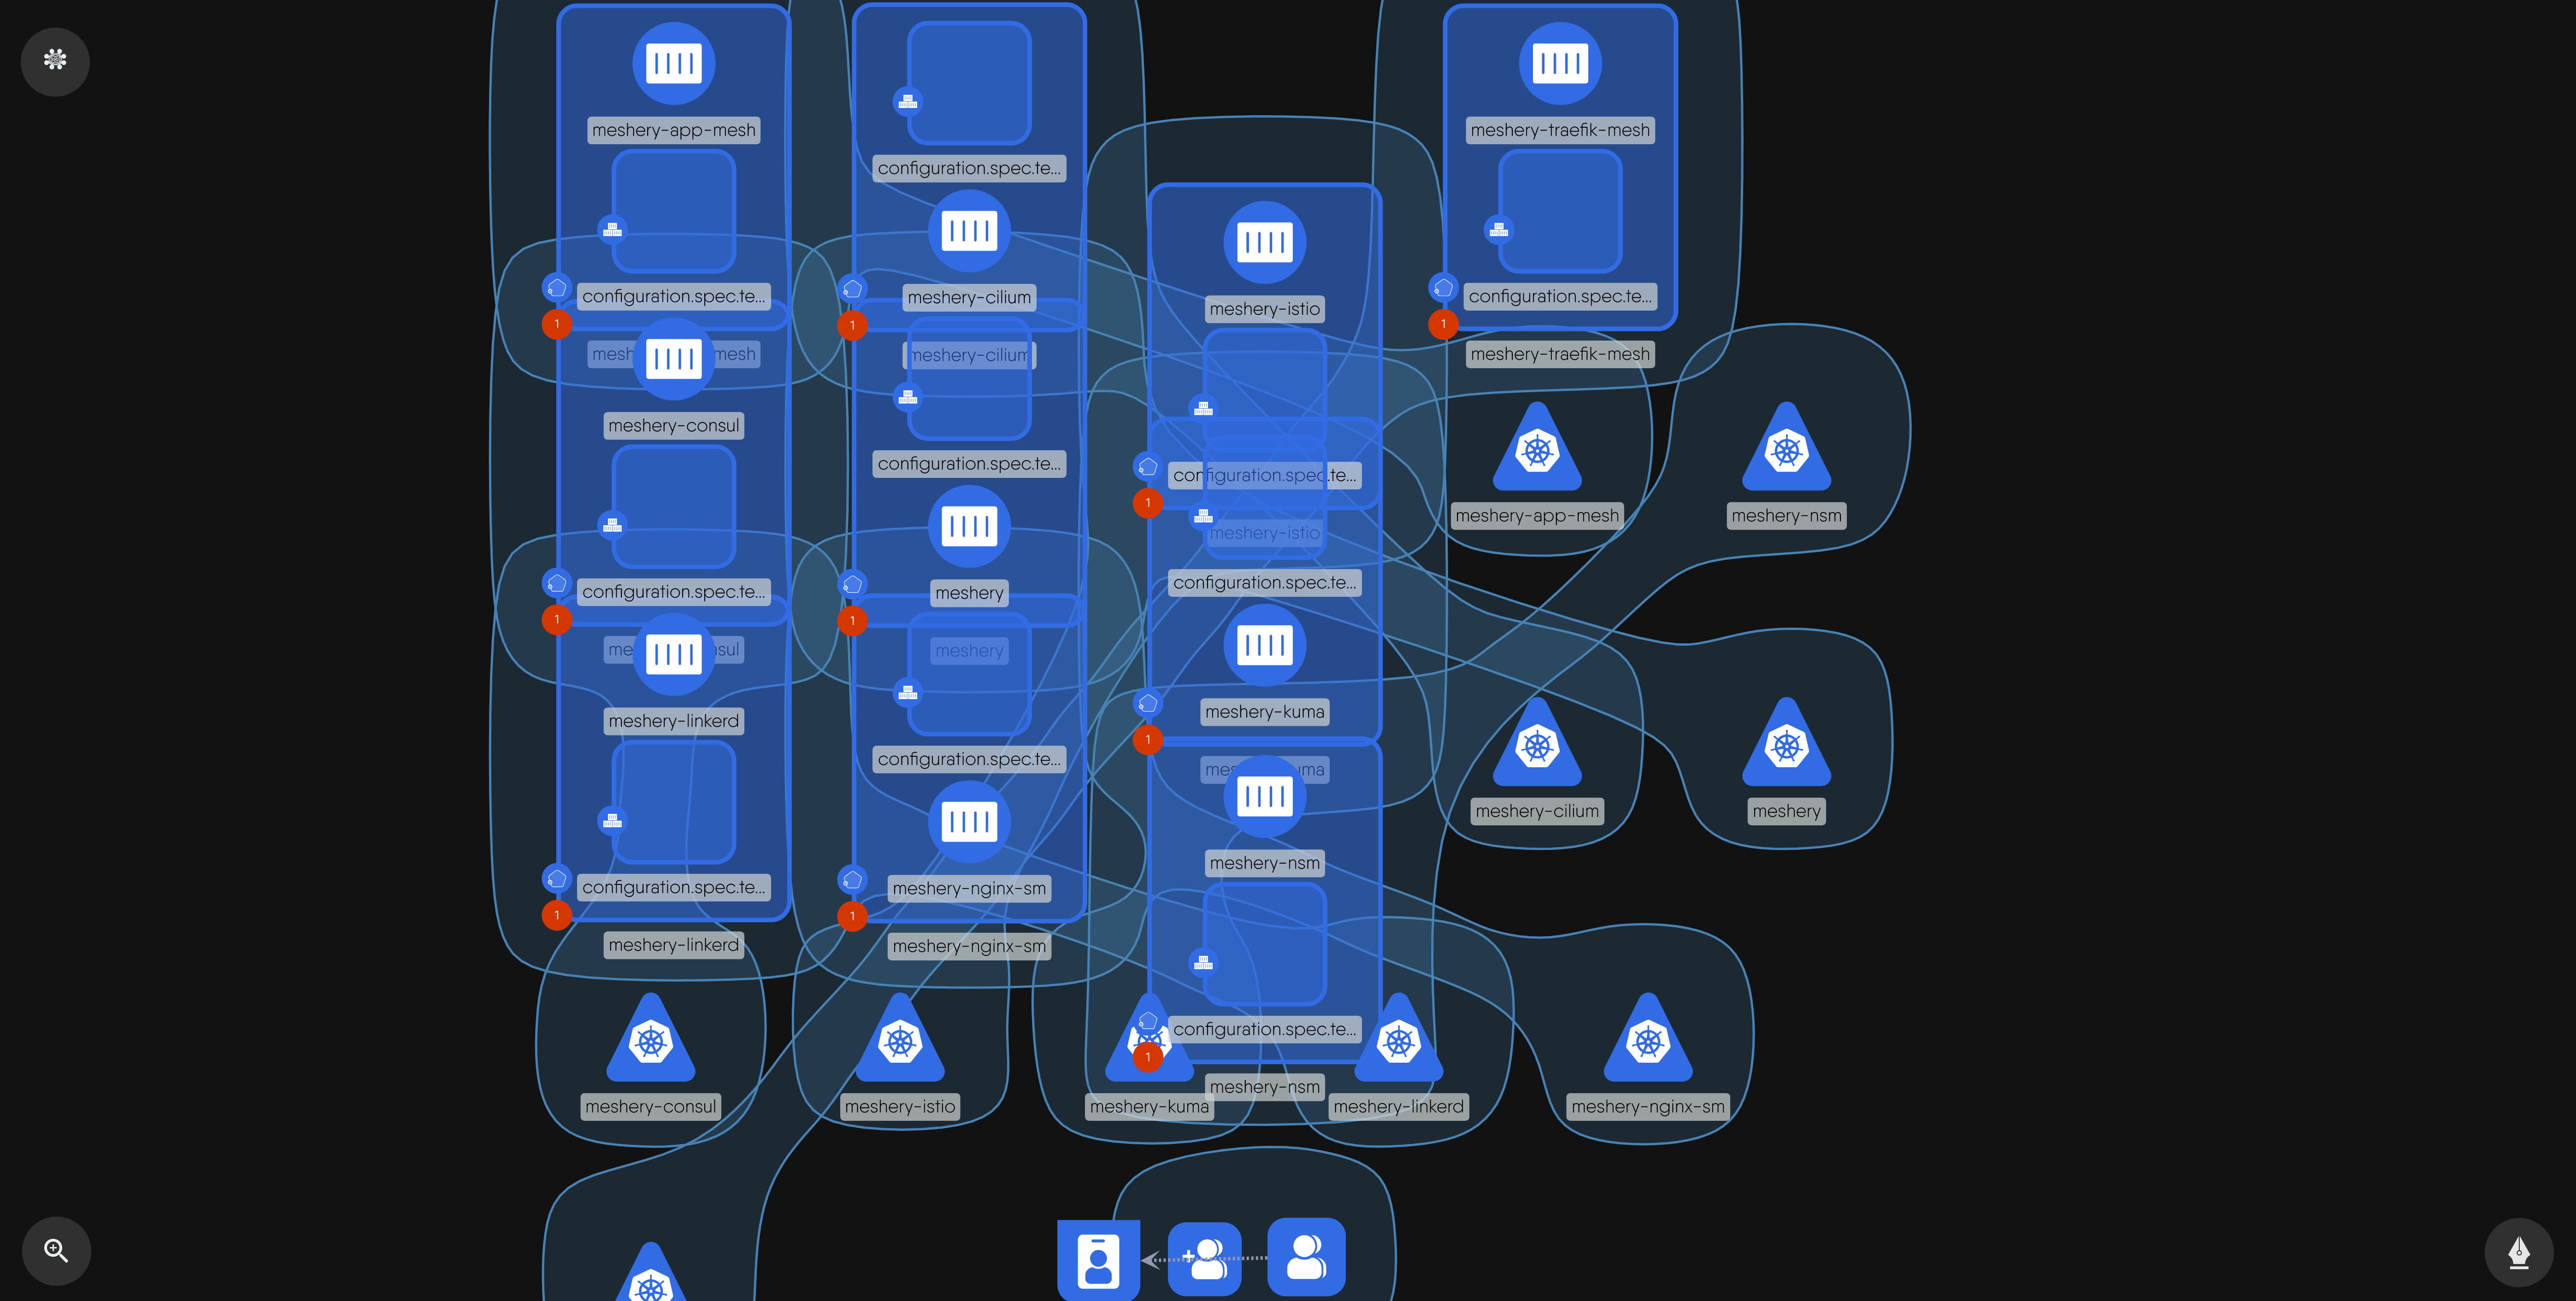 meshery-app-mesh
configuration.spec.te...
1
mesh mesh
meshery-consul
configuration.spec.te...
1
me sul
meshery-linkerd
configuration.spec.te...
1
meshery-linkerd
configuration.spec.te...
meshery-cilium
1
meshery-cilium
configuration.spec.te...
meshery
1
meshery
configuration.spec.te...
meshery-nginx-sm
1
meshery-nginx-sm
meshery-istio
configuration.spec.te...
1
meshery-istio
configuration.spec.te...
meshery-kuma
1
mes uma
meshery-nsm
configuration.spec.te...
1
meshery-nsm
meshery-traefik-mesh
configuration.spec.te...
1
meshery-traefik-mesh
meshery-app-mesh
meshery-nsm
meshery-cilium
meshery
meshery-consul
meshery-istio
meshery-kuma
meshery-linkerd
meshery-nginx-sm